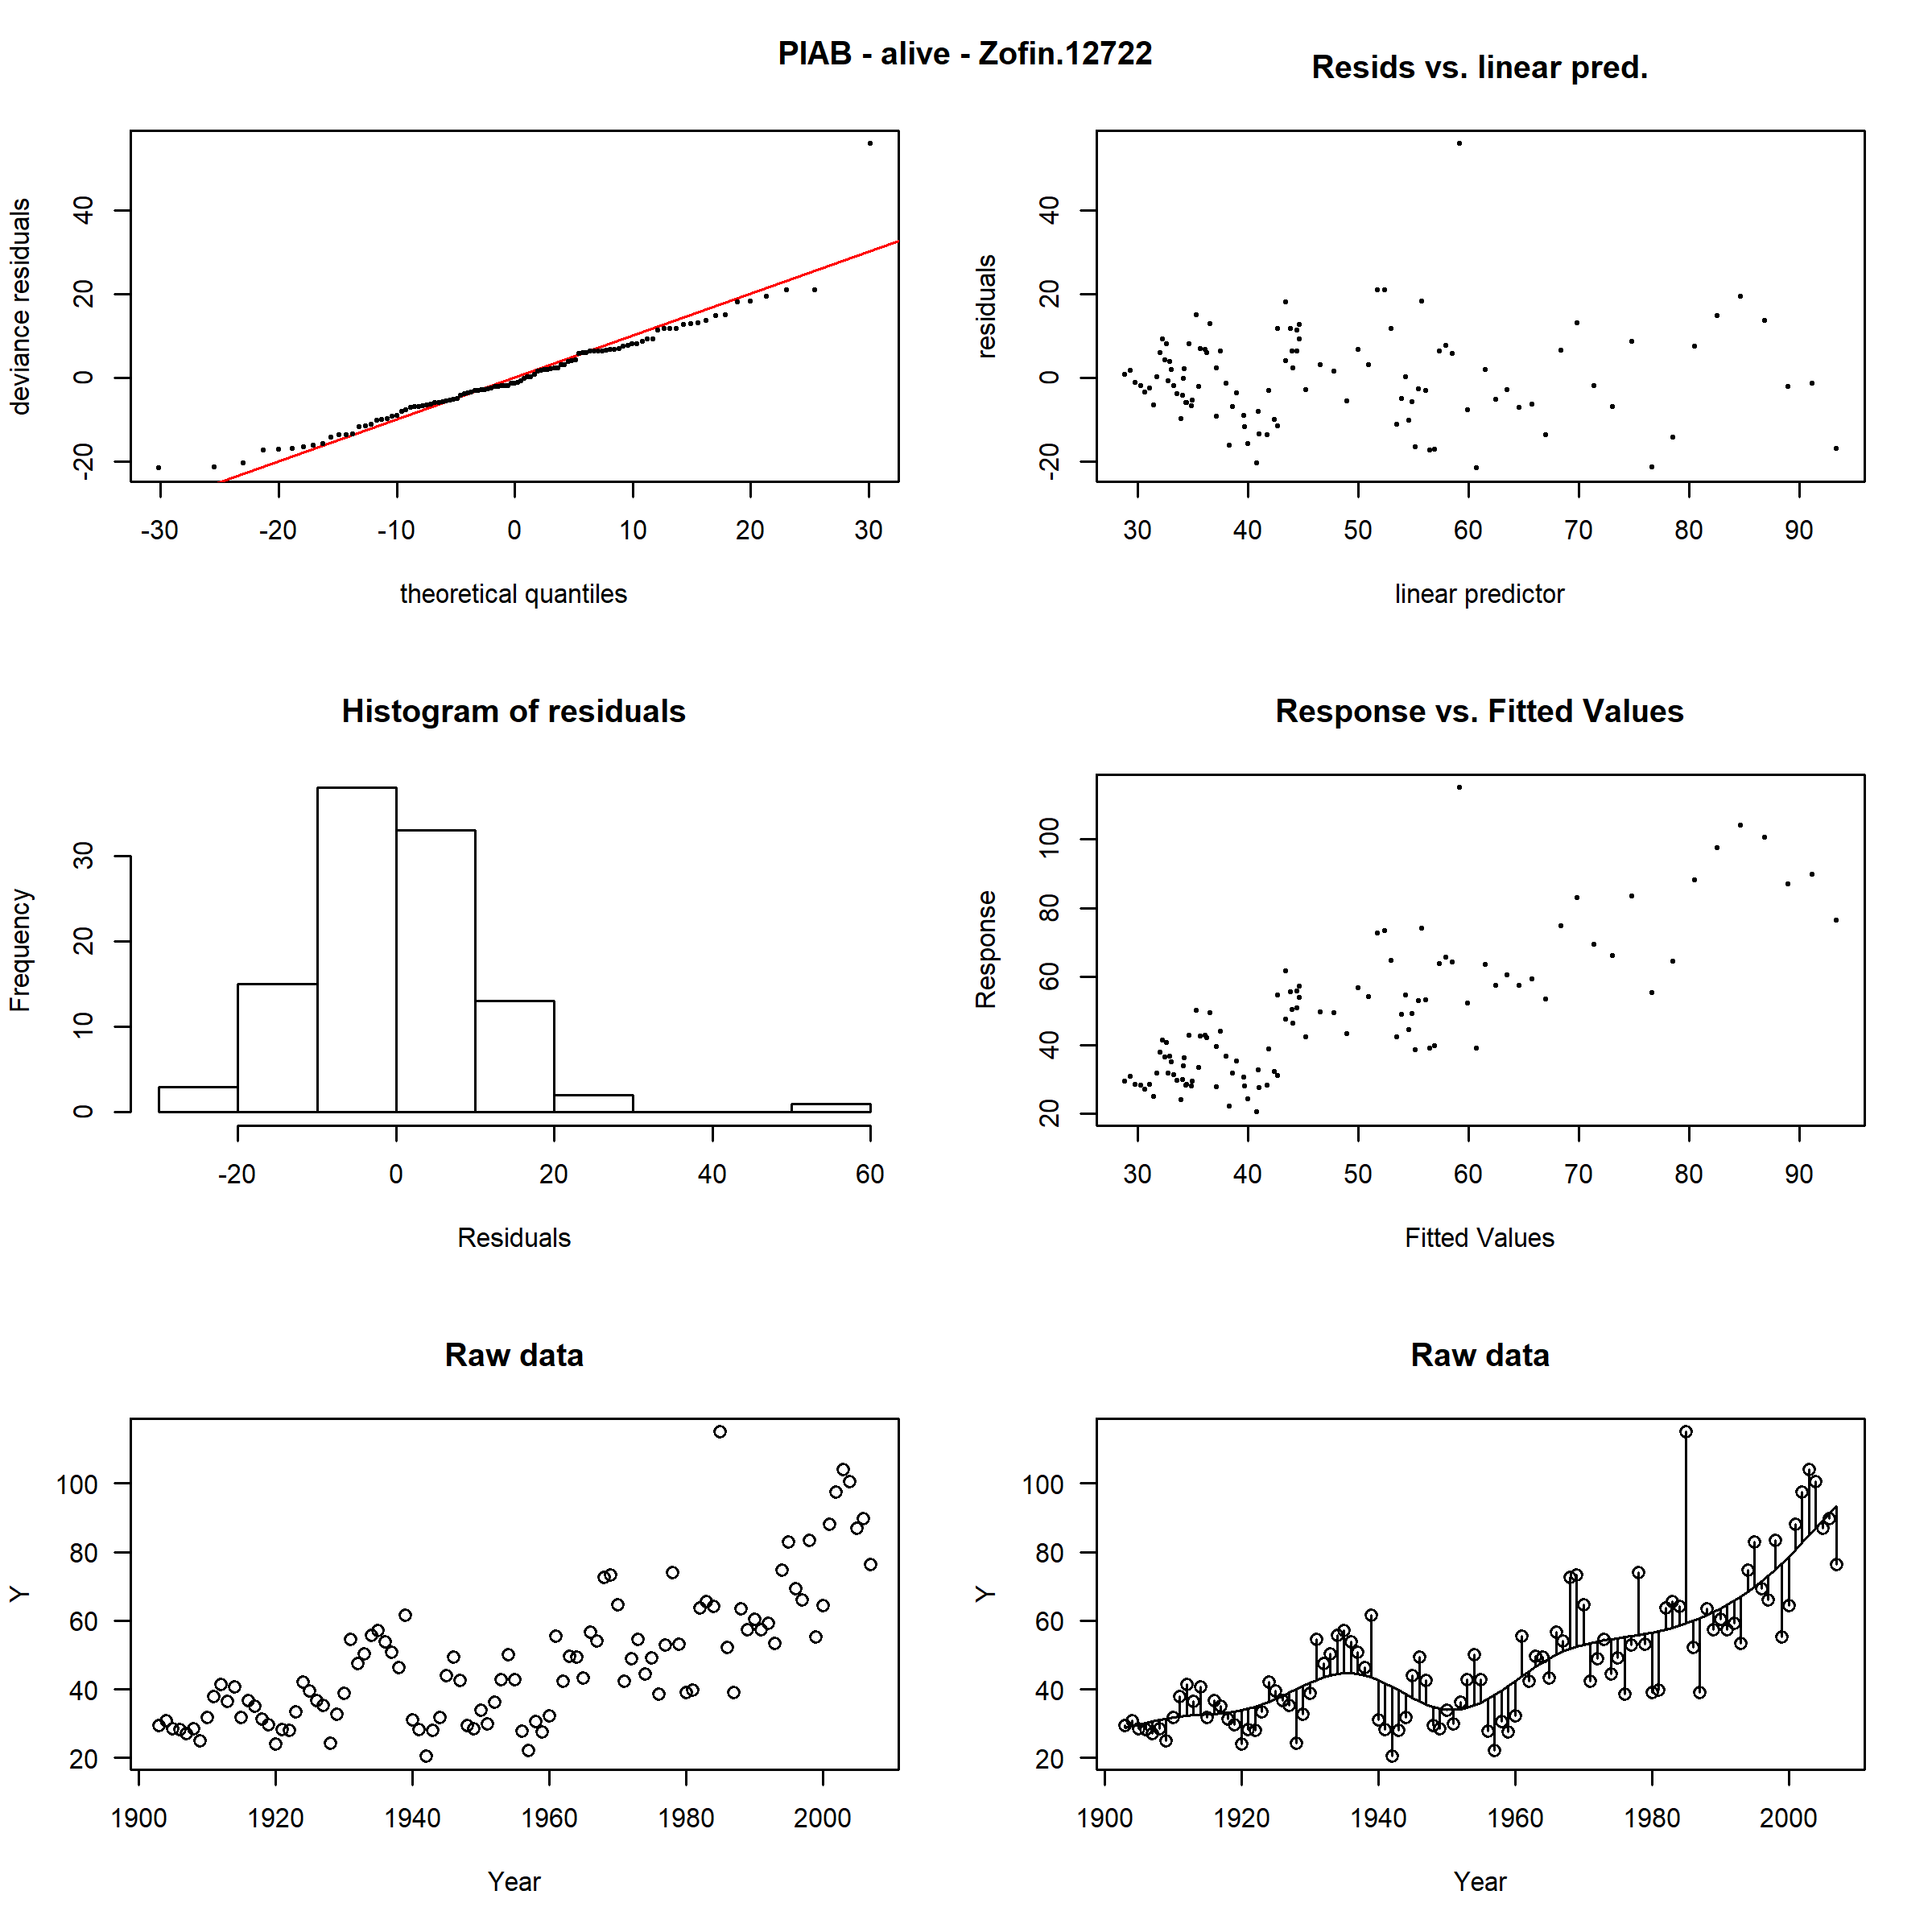 PIAB - alive - Zofin.12722
Resids vs. linear pred.
deviance residuals
-20 0 20 40
-30 -20 -10 0 10 20 30
theoretical quantiles
residuals
-20 0 20 40
30 40 50 60 70 80 90
linear predictor
Histogram of residuals
Frequency
0 10 20 30
-20 0 20 40 60
Residuals
Response vs. Fitted Values
Response
20 40 60 80 100
30 40 50 60 70 80 90
Fitted Values
Raw data
Y
100
80
60
40
20
1900 1920 1940 1960 1980 2000
Year
Raw data
Y
100
80
60
40
20
1900 1920 1940 1960 1980 2000
Year